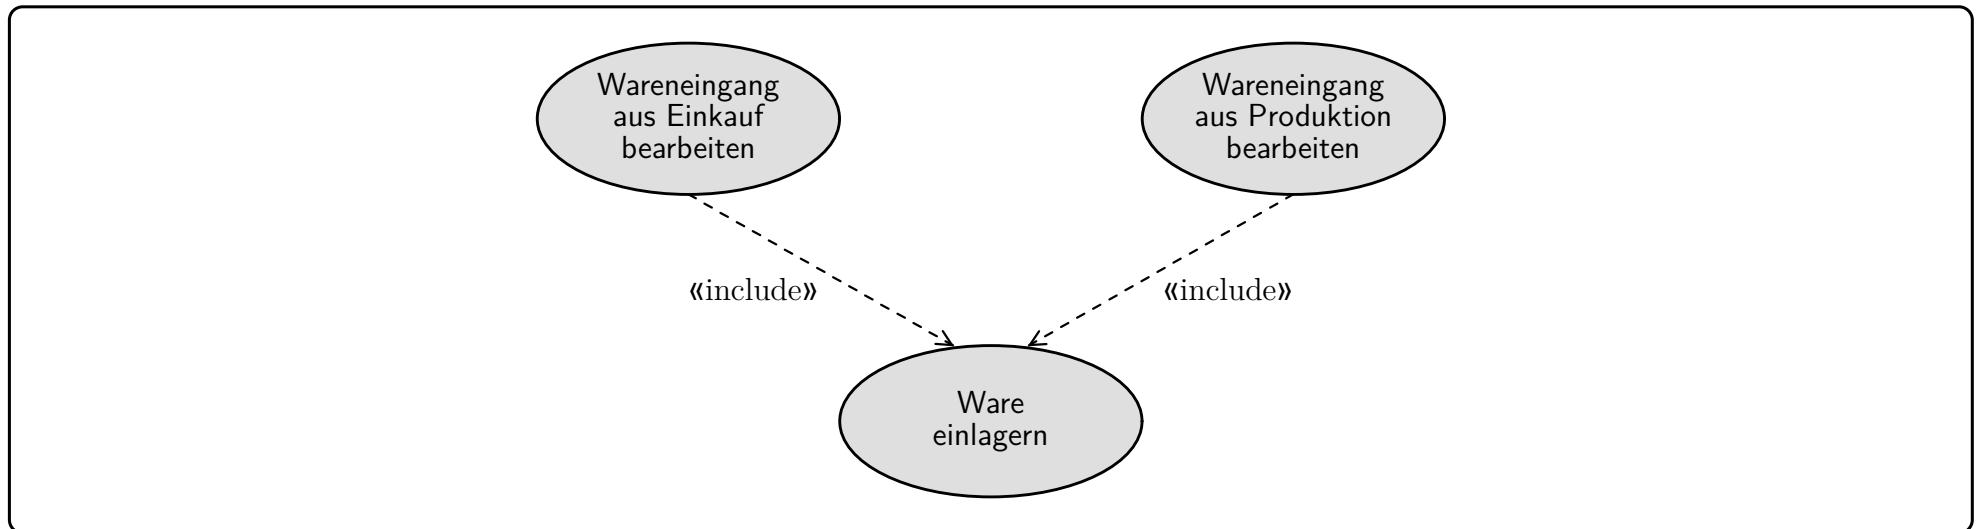 Wareneingang
aus Einkauf
bearbeiten
Wareneingang
aus Produktion
bearbeiten
«include»
«include»
Ware
einlagern